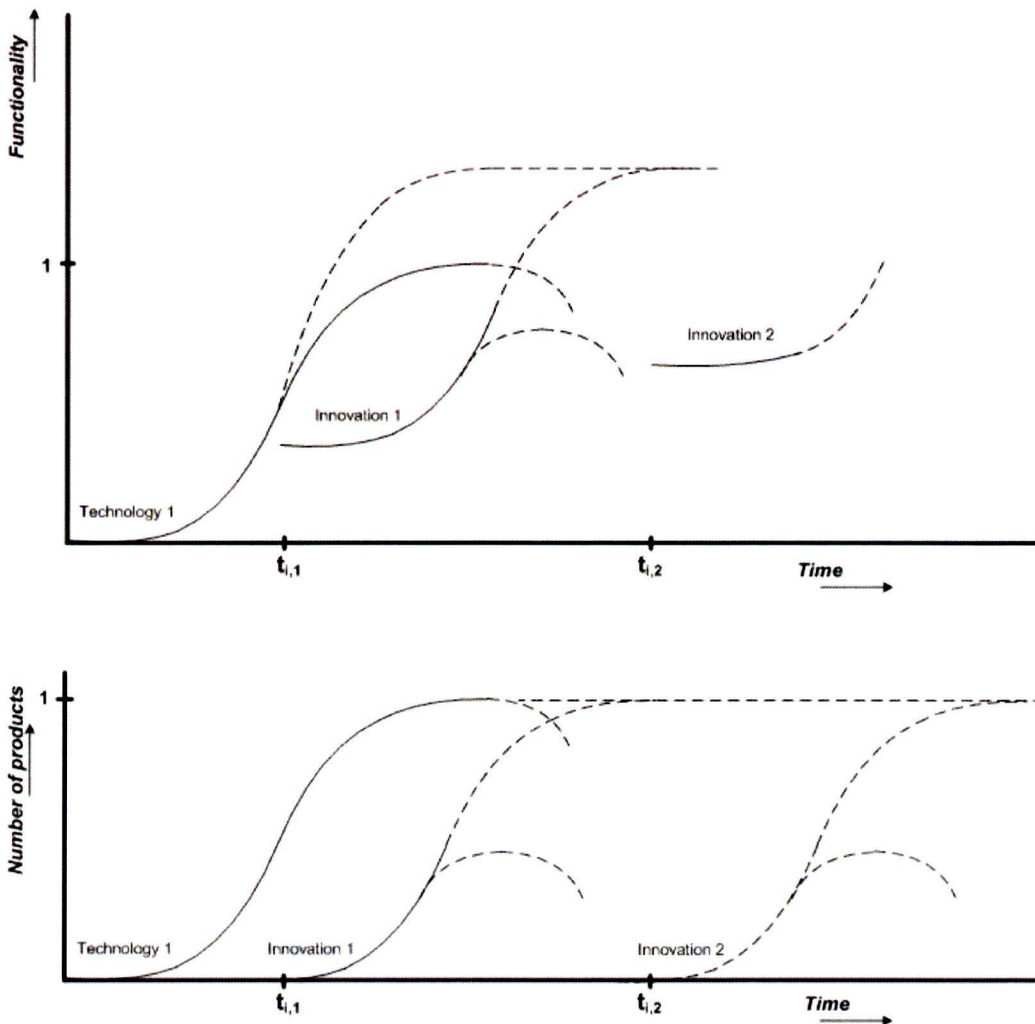 Functionality
1
Innovation 2
Innovation 1
Technology 1
t_i,1
t_i,2
Time
Number of products
1
Technology 1
Innovation 1
Innovation 2
t_i,1
t_i,2
Time